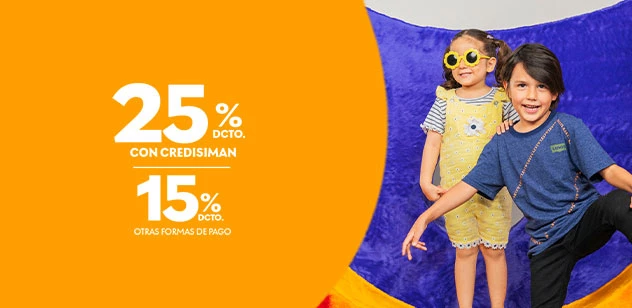 25%
DCTO.
CON CREDISIMAN
15%
DCTO.
OTRAS FORMAS DE PAGO